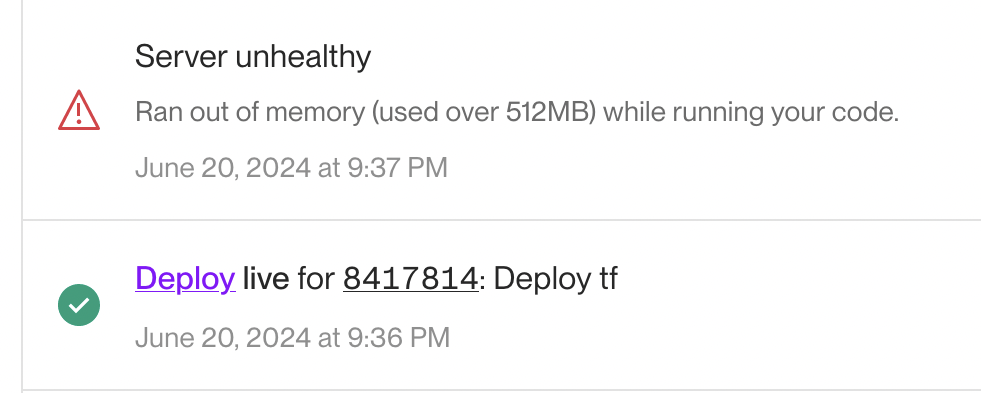 Server unhealthy
Ran out of memory (used over 512MB) while running your code.
June 20, 2024 at 9:37 PM
Deploy live for 8417814: Deploy tf
June 20, 2024 at 9:36 PM